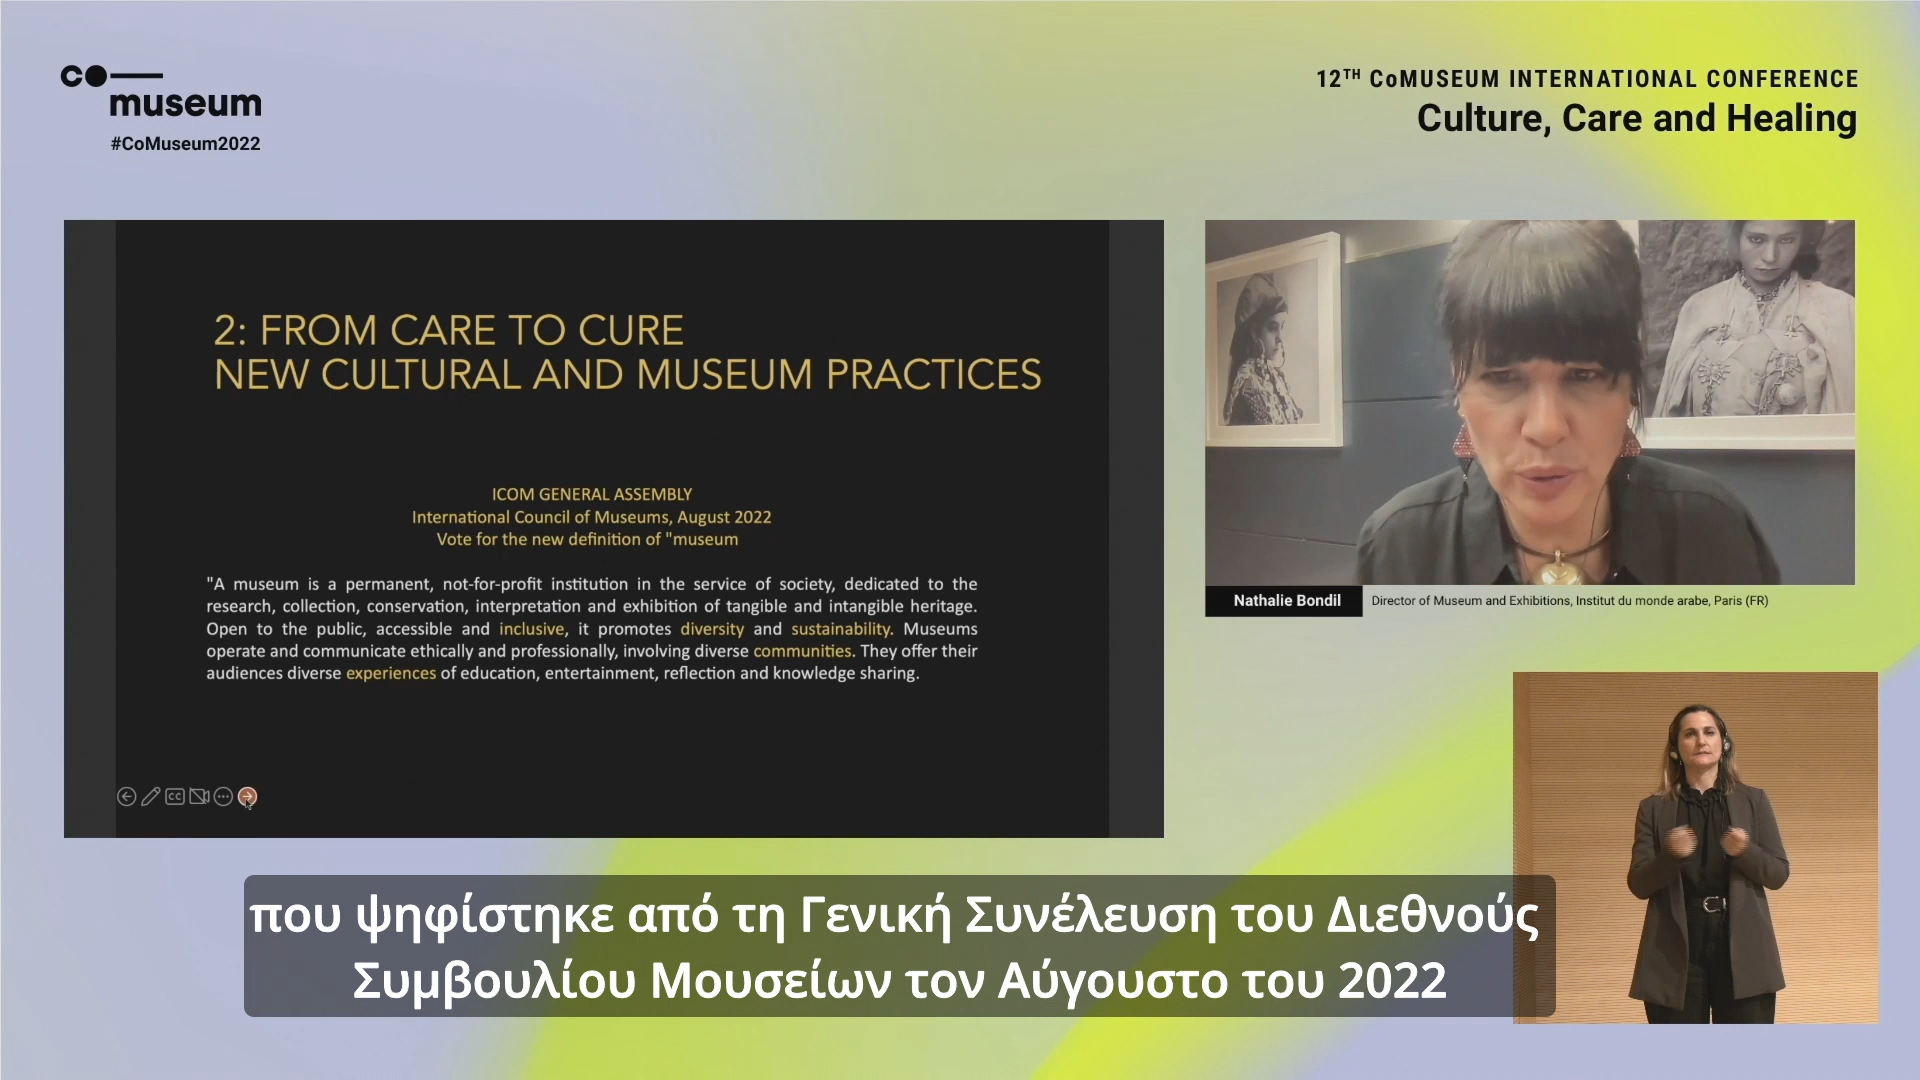 co
museum
#CoMuseum2022
12TH CoMUSEUM INTERNATIONAL CONFERENCE
Culture, Care and Healing
2: FROM CARE TO CURE
NEW CULTURAL AND MUSEUM PRACTICES
ICOM GENERAL ASSEMBLY
International Council of Museums, August 2022
Vote for the new definition of "museum
"A museum is a permanent, not-for-profit institution in the service of society, dedicated to the
research, collection, conservation, interpretation and exhibition of tangible and intangible heritage.
Open to the public, accessible and inclusive, it promotes diversity and sustainability. Museums
operate and communicate ethically and professionally, involving diverse communities. They offer their
audiences diverse experiences of education, entertainment, reflection and knowledge sharing.
CC
Nathalie Bondil
Director of Museum and Exhibitions, Institut du monde arabe, Paris (FR)
που ψηφίστηκε από τη Γενική Συνέλευση του Διεθνούς
Συμβουλίου Μουσείων τον Αύγουστο του 2022